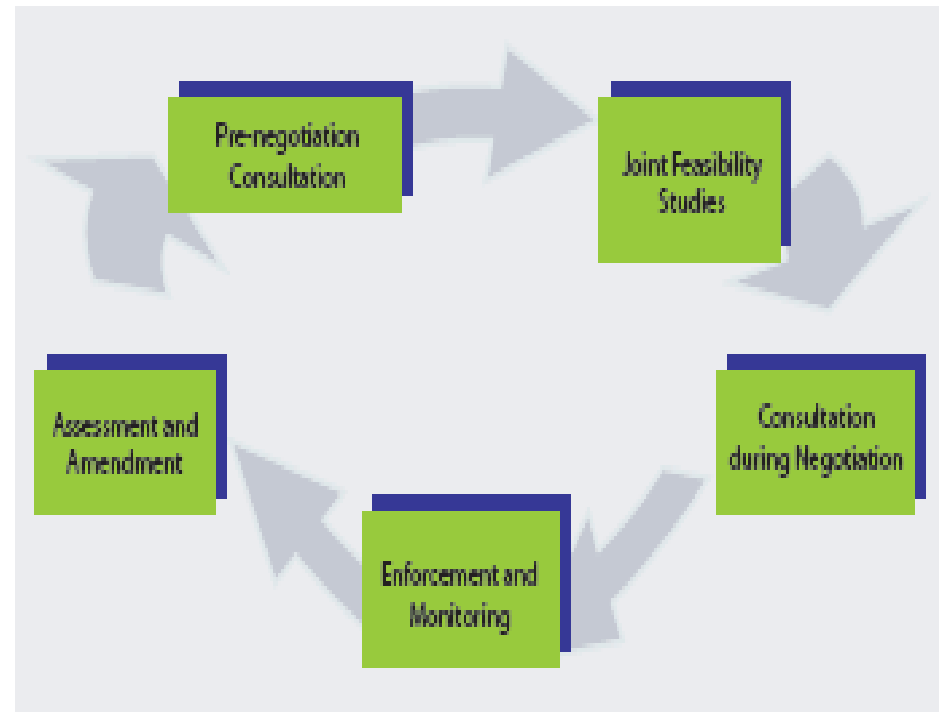 Pre-negotiation
Consultation
Joint Feasibility
Studies
Consultation
during Negotiation
Enforcement and
Monitoring
Assessment and
Amendment